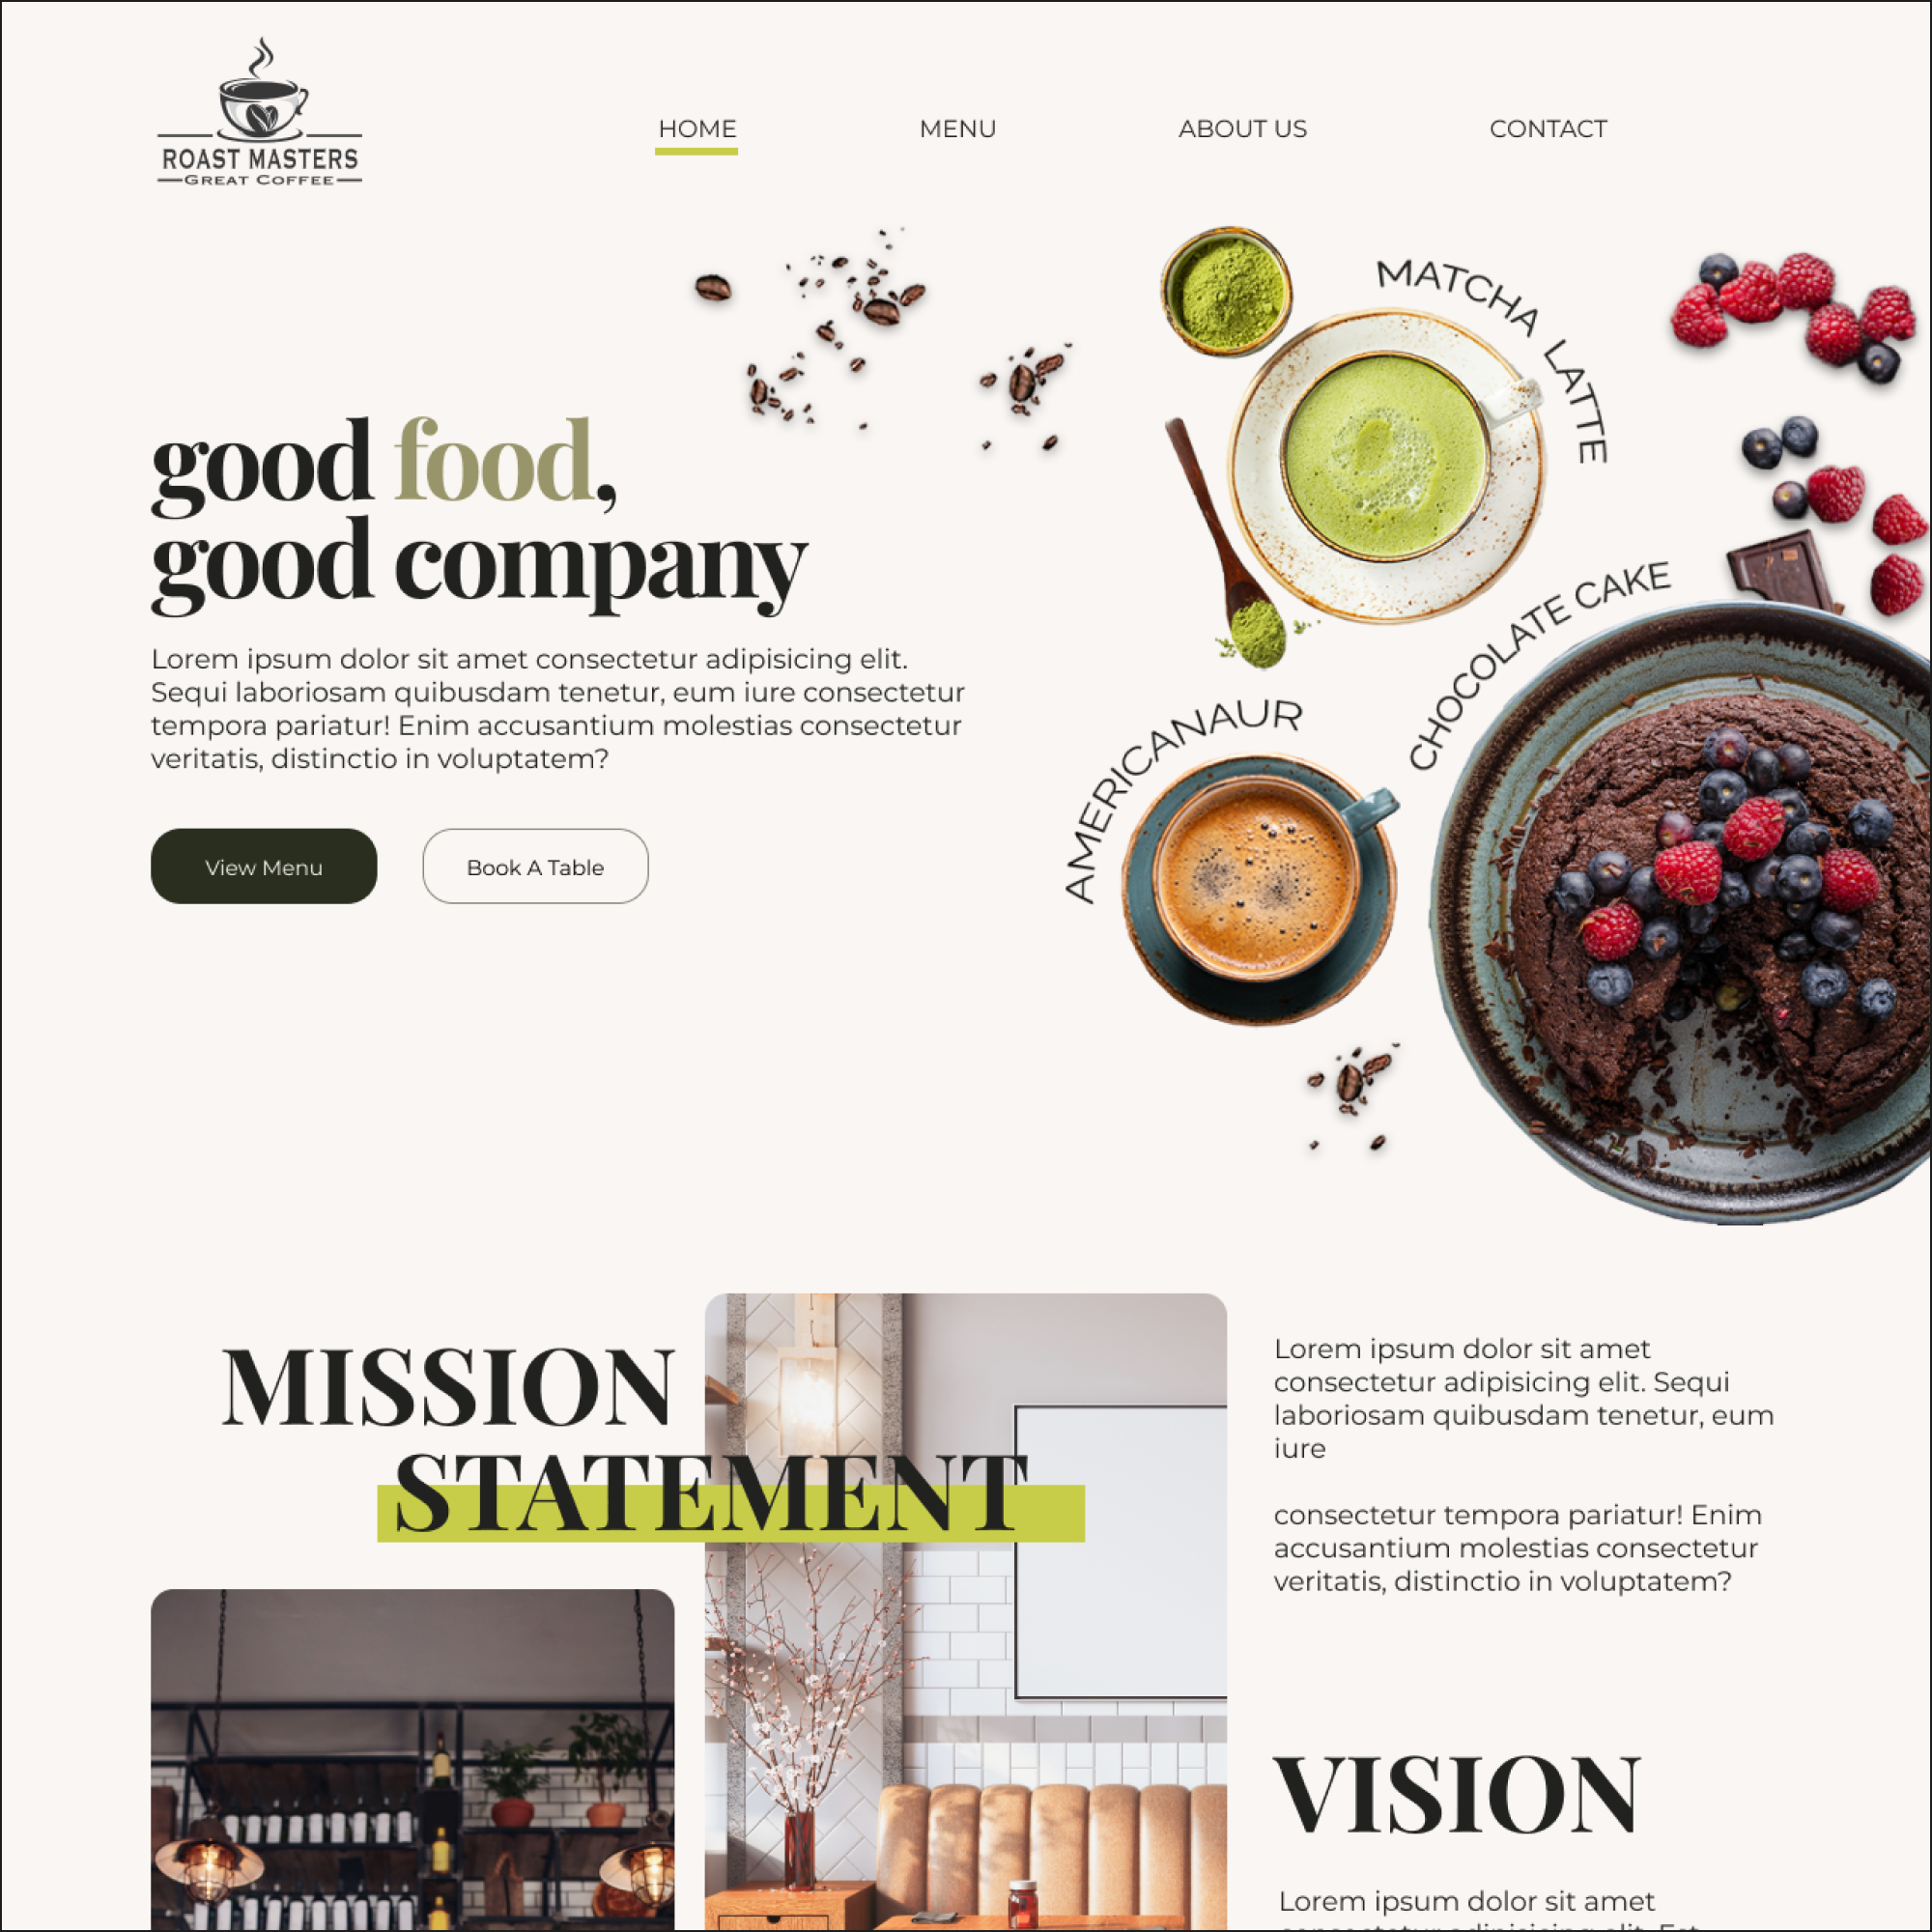 ROAST MASTERS
GREAT COFFEE
HOME
MENU
ABOUT US
CONTACT
good food,
good company
Lorem ipsum dolor sit amet consectetur adipisicing elit.
Sequi laboriosam quibusdam tenetur, eum iure consectetur
tempora pariatur! Enim accusantium molestias consectetur
veritatis, distinctio in voluptatem?
View Menu
Book A Table
MATCHA LATTE
CHOCOLATE CAKE
AMERICANAUR
MISSION
STATEMENT
Lorem ipsum dolor sit amet
consectetur adipisicing elit. Sequi
laboriosam quibusdam tenetur, eum
iure
consectetur tempora pariatur! Enim
accusantium molestias consectetur
veritatis, distinctio in voluptatem?
VISION
Lorem ipsum dolor sit amet